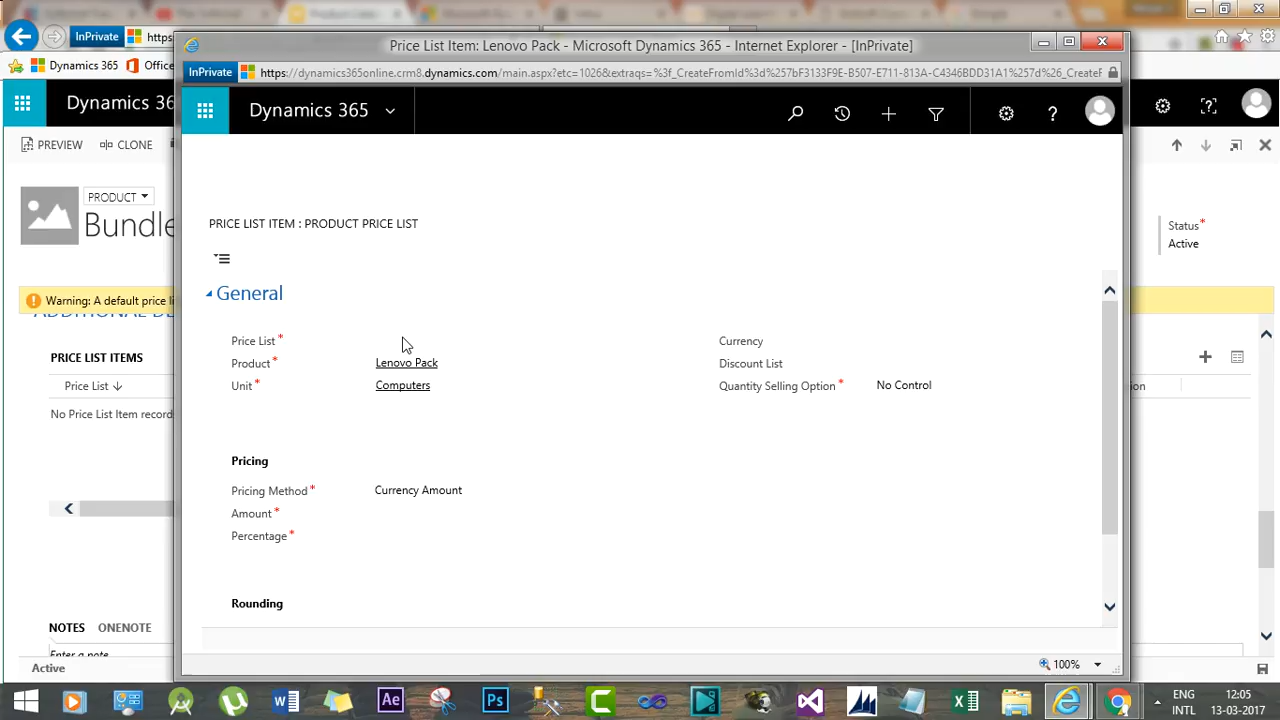 Price List Item: Lenovo Pack - Microsoft Dynamics 365 - Internet Explorer - [InPrivate]
InPrivate https:
InPrivate https://dynamics365online.crm8.dynamics.com/main.aspx?etc=1026&extraqs=%3f_CreateFromId%3d%257bF3133F9E-B507-E711-813A-C4346BDD31A1%257d%26_CreateF
Dynamics 365 Offic
Dynamics 36
Dynamics 365
PREVIEW CLONE
PRODUCT
Bundle
Status*
Active
Warning: A default price li
PRICE LIST ITEM : PRODUCT PRICE LIST
General
Price List*
Currency
Product* Lenovo Pack
Discount List
Unit* Computers
Quantity Selling Option* No Control
PRICE LIST ITEMS
Price List
ion
No Price List Item record
Pricing
Pricing Method* Currency Amount
Amount*
Percentage*
Rounding
NOTES ONENOTE
Enter a note
Active
100%
ENG
INTL
12:05
13-03-2017